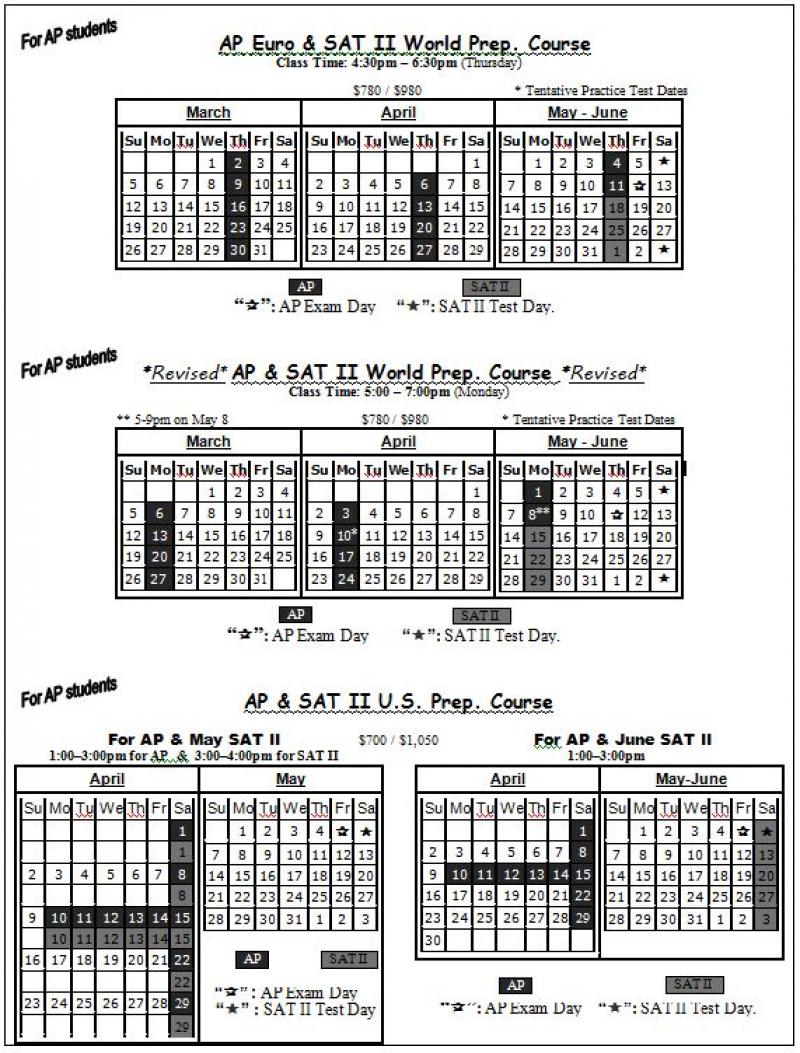 For AP students
AP Euro & SAT II World Prep. Course
Class Time: 4:30pm – 6:30pm (Thursday)
$780 / $980 * Tentative Practice Test Dates
March April May - June
Su Mo Tu We Th Fr Sa Su Mo Tu We Th Fr Sa Su Mo Tu We Th Fr Sa
1 2 3 4 1 1 2 3 4 5 ★
5 6 7 8 9 10 11 2 3 4 5 6 7 8 7 8 9 10 11 ✫ 13
12 13 14 15 16 17 18 9 10 11 12 13 14 15 14 15 16 17 18 19 20
19 20 21 22 23 24 25 16 17 18 19 20 21 22 21 22 23 24 25 26 27
26 27 28 29 30 31 23 24 25 26 27 28 29 28 29 30 31 1 2 ★
AP SAT II
“✫”: AP Exam Day “★”: SAT II Test Day.
For AP students
*Revised* AP & SAT II World Prep. Course *Revised*
Class Time: 5:00 – 7:00pm (Monday)
** 5-9pm on May 8 $780 / $980 * Tentative Practice Test Dates
March April May - June
Su Mo Tu We Th Fr Sa Su Mo Tu We Th Fr Sa Su Mo Tu We Th Fr Sa
1 2 3 4 1 1 2 3 4 5 ★
5 6 7 8 9 10 11 2 3 4 5 6 7 8 7 8** 9 10 ✫ 12 13
12 13 14 15 16 17 18 9 10* 11 12 13 14 15 14 15 16 17 18 19 20
19 20 21 22 23 24 25 16 17 18 19 20 21 22 21 22 23 24 25 26 27
26 27 28 29 30 31 23 24 25 26 27 28 29 28 29 30 31 1 2 ★
AP SAT II
“✫”: AP Exam Day “★”: SAT II Test Day.
For AP students
AP & SAT II U.S. Prep. Course
For AP & May SAT II $700 / $1,050 For AP & June SAT II
1:00–3:00pm for AP & 3:00–4:00pm for SAT II 1:00–3:00pm
April May
Su Mo Tu We Th Fr Sa Su Mo Tu We Th Fr Sa
1 1 2 3 4 ✫ ★
1 7 8 9 10 11 12 13
2 3 4 5 6 7 8 14 15 16 17 18 19 20
8 21 22 23 24 25 26 27
9 10 11 12 13 14 15 28 29 30 31 1 2 3
10 11 12 13 14 15
16 17 18 19 20 21 22
22
23 24 25 26 27 28 29
29
AP SAT II
“✫”: AP Exam Day
“★”: SAT II Test Day
April May-June
Su Mo Tu We Th Fr Sa Su Mo Tu We Th Fr Sa
1 1 2 3 4 ✫ ★
2 3 4 5 6 7 8 7 8 9 10 11 12 13
9 10 11 12 13 14 15 14 15 16 17 18 19 20
16 17 18 19 20 21 22 21 22 23 24 25 26 27
23 24 25 26 27 28 29 28 29 30 31 1 2 3
30
AP SAT II
“✫”: AP Exam Day “★”: SAT II Test Day.